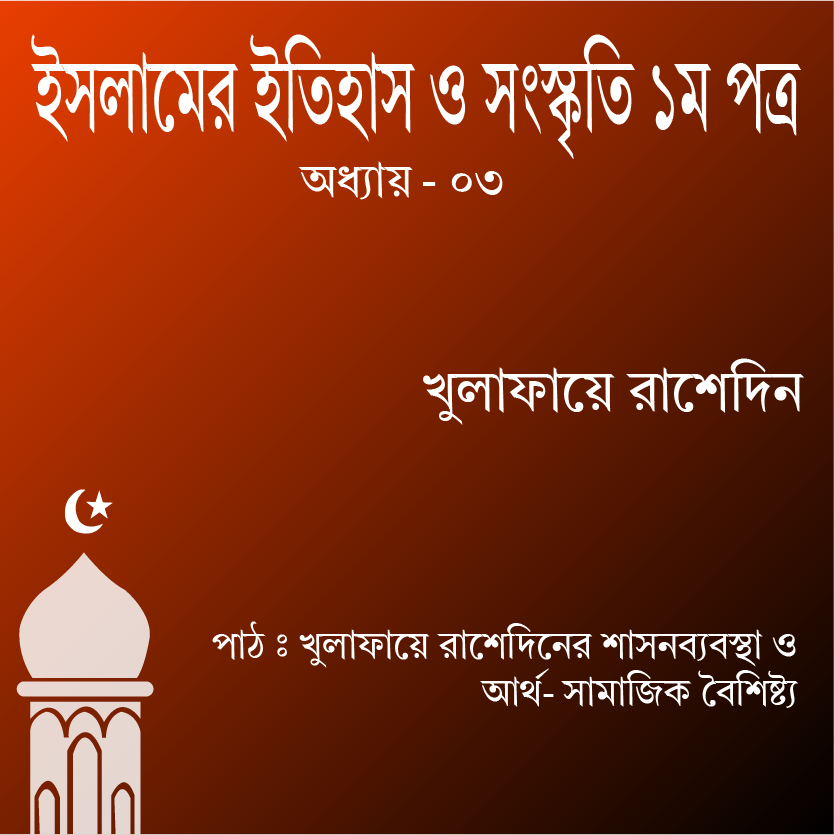 ইসলামের ইতিহাস ও সংস্কৃতি ১ম পত্র
অধ্যায় - ০৩
খুলাফায়ে রাশেদিন
পাঠ ঃ খুলাফায়ে রাশেদিনের শাসনব্যবস্থা ও
আর্থ- সামাজিক বৈশিষ্ট্য